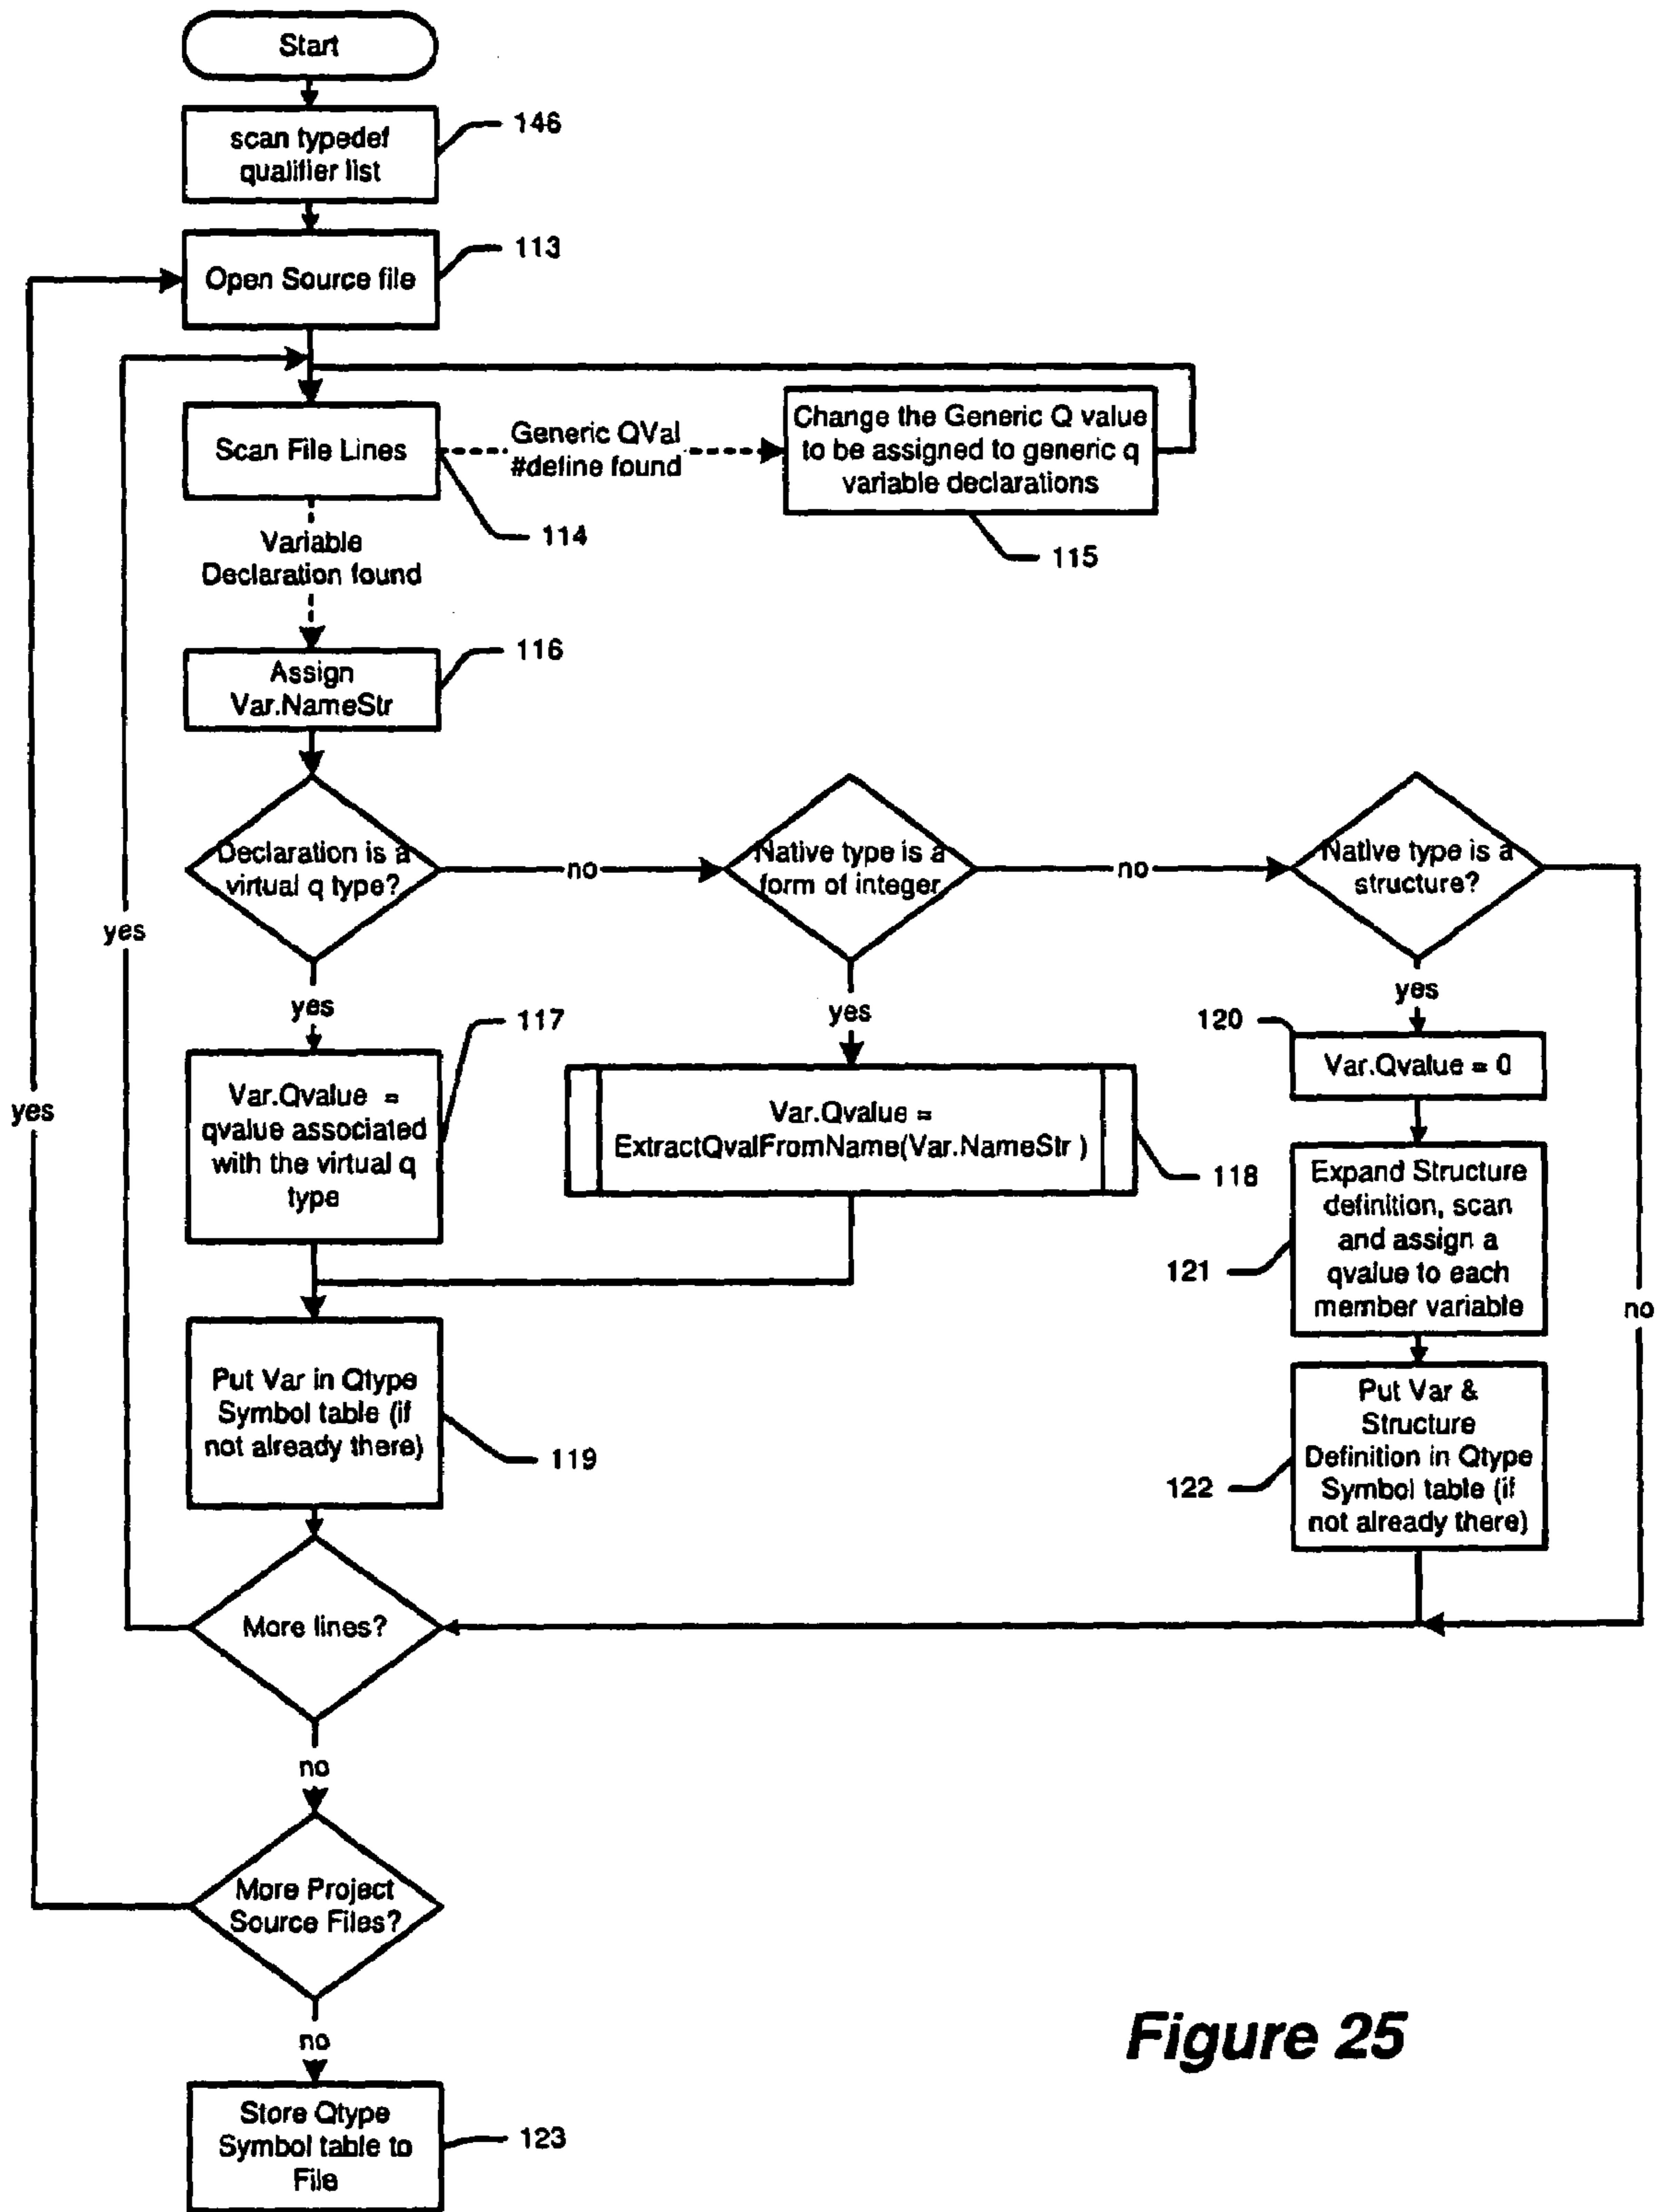 Start
scan typedef
qualifier list
146
Open Source file
113
Scan File Lines
114
Generic QVal
#define found
Change the Generic Q value
to be assigned to generic q
variable declarations
115
Variable
Declaration found
Assign
Var.NameStr
116
Declaration is a
virtual q type?
no
Native type is a
form of integer
no
Native type is a
structure?
yes
yes
yes
yes
yes
no
Var.Qvalue =
qvalue associated
with the virtual q
type
117
Var.Qvalue =
ExtractQvalFromName(Var.NameStr )
118
120
Var.Qvalue = 0
121
Expand Structure
definition, scan
and assign a
qvalue to each
member variable
Put Var in Qtype
Symbol table (if
not already there)
119
122
Put Var &
Structure
Definition in Qtype
Symbol table (if
not already there)
More lines?
no
More Project
Source Files?
no
Store Qtype
Symbol table to
File
123
Figure 25